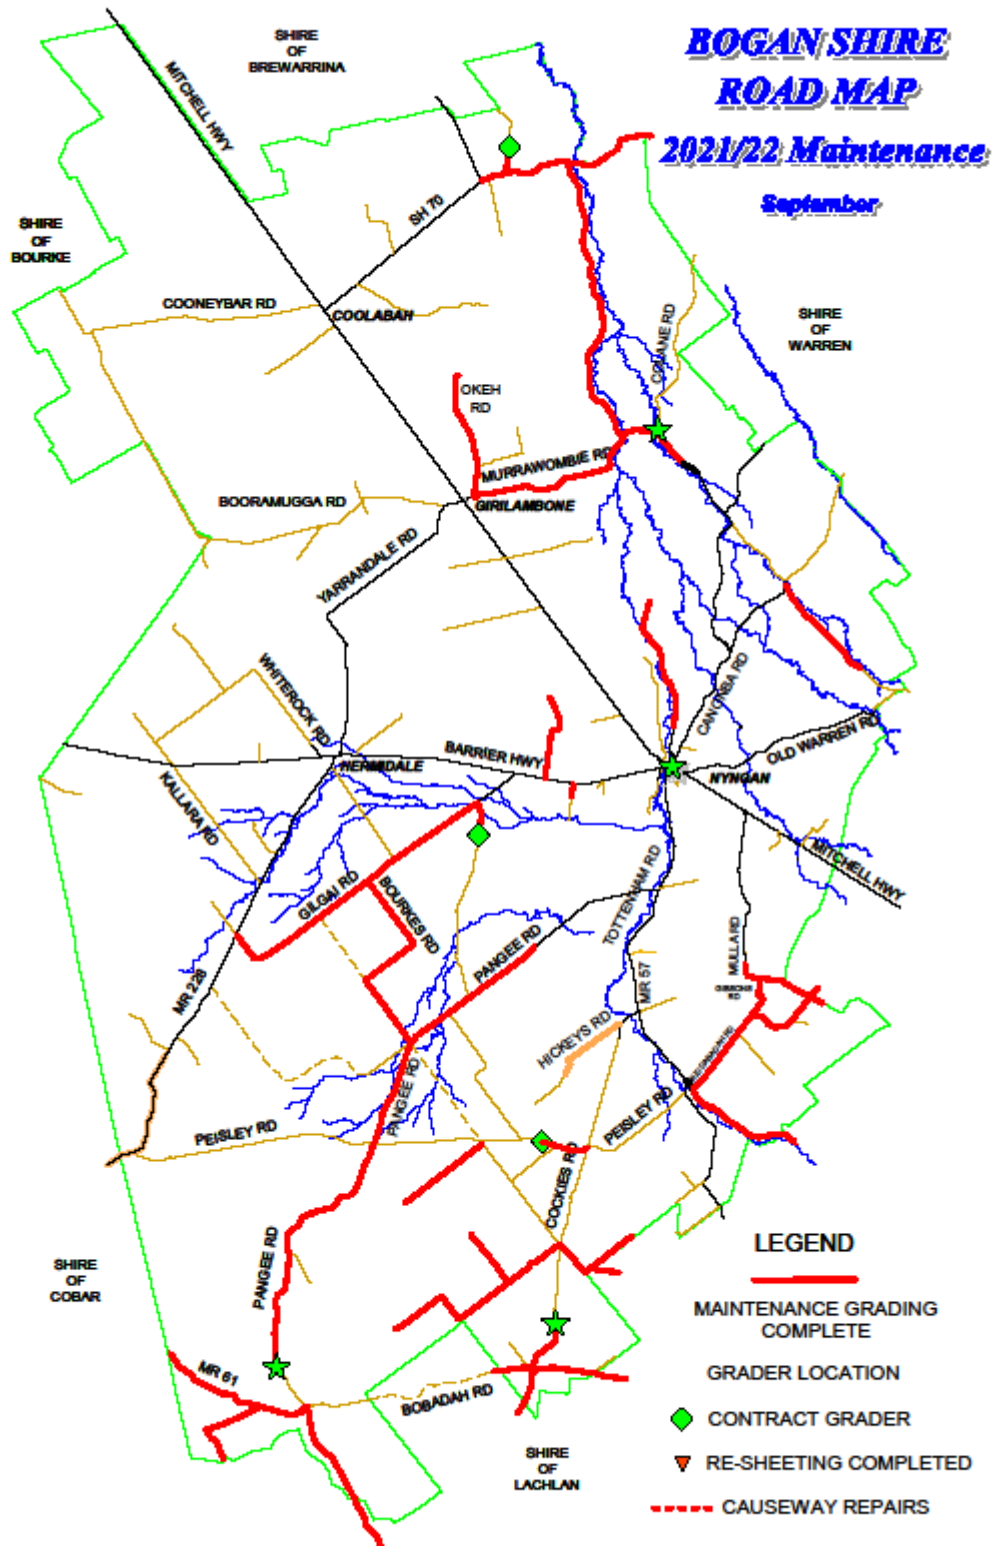 BOGAN SHIRE
ROAD MAP
2021/22 Maintenance
September
SHIRE
OF
BREWARRINA
MITCHELL HWY
SH 70
SHIRE
OF
BOURKE
COONEYBAR RD
COOLABAH
SHIRE
OF
WARREN
COLANE RD
OKEH
RD
MURRAWOMBIE RD
BOORAMUGGA RD
GIRILAMBONE
YARRANDALE RD
WHITEROCK RD
CANONBA RD
BARRIER HWY
OLD WARREN RD
HERMIDALE
NYNGAN
KALLARA RD
MITCHELL HWY
GILGAI RD
BOURKES RD
TOTTENHAM RD
PANGEE RD
MULLA RD
MR 228
MR 57
GIBSONS
RD
HICKEYS RD
PANGEE RD
PEISLEY RD
PEISLEY RD
COCKIES RD
PANGEE RD
SHIRE
OF
COBAR
MR 61
BOBADAH RD
SHIRE
OF
LACHLAN
LEGEND
MAINTENANCE GRADING
COMPLETE
GRADER LOCATION
CONTRACT GRADER
RE-SHEETING COMPLETED
CAUSEWAY REPAIRS